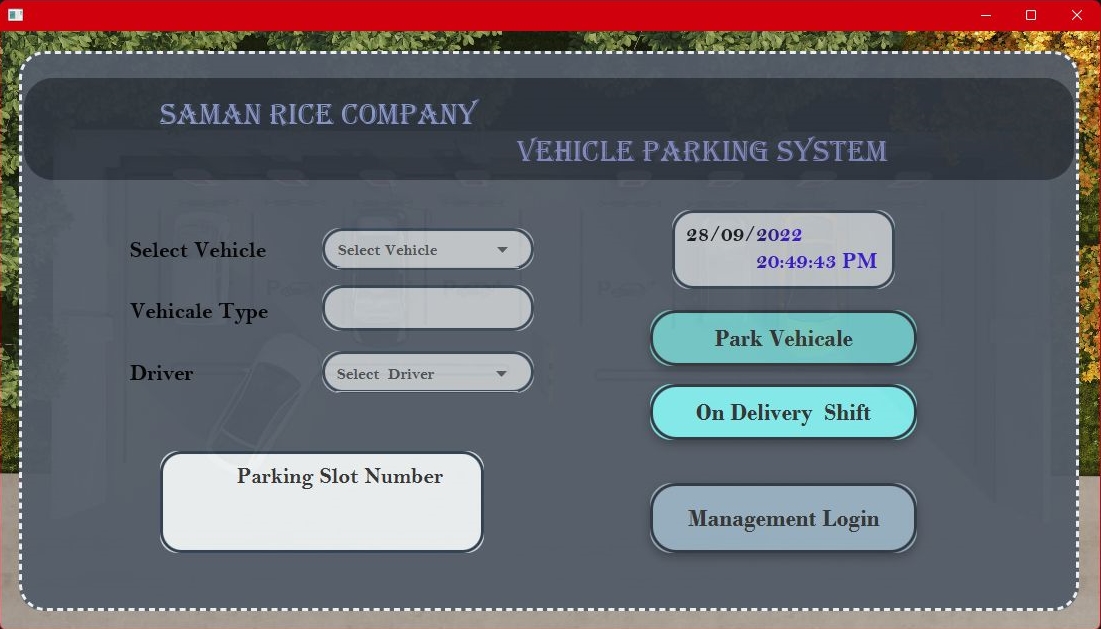 SAMAN RICE COMPANY
VEHICLE PARKING SYSTEM
Select Vehicle
Select Vehicle
Vehicale Type
Driver
Select Driver
Parking Slot Number
28/09/2022
20:49:43 PM
Park Vehicale
On Delivery Shift
Management Login